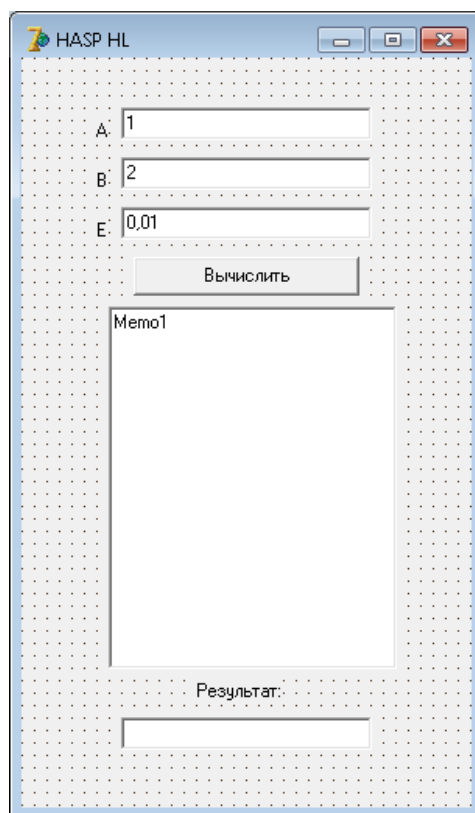 HASP HL
A: 1
B: 2
E: 0,01
Вычислить
Memo1
Результат: